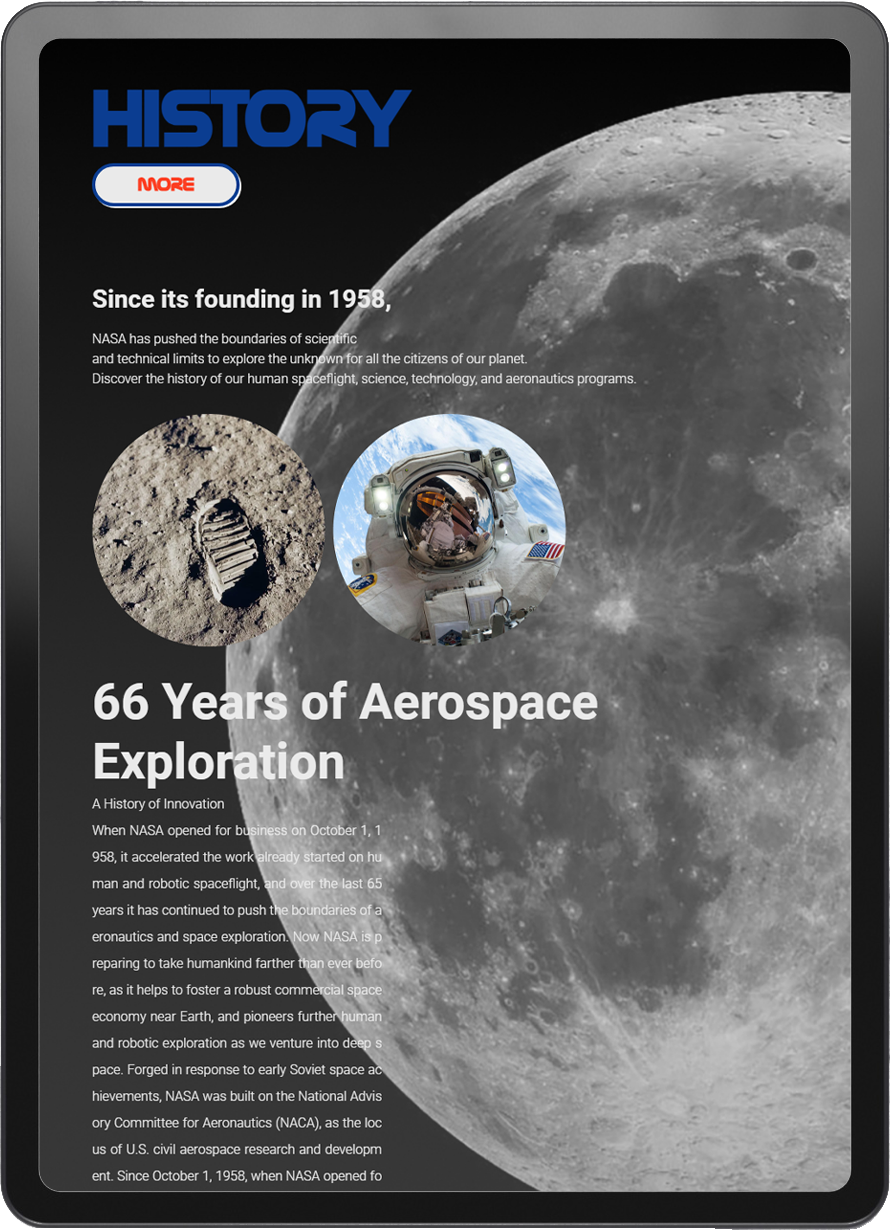 HISTORY
MORE
Since its founding in 1958,
NASA has pushed the boundaries of scientific
and technical limits to explore the unknown for all the citizens of our planet.
Discover the history of our human spaceflight, science, technology, and aeronautics programs.
66 Years of Aerospace
Exploration
A History of Innovation
When NASA opened for business on October 1, 1
958, it accelerated the work already started on hu
man and robotic spaceflight, and over the last 65
years it has continued to push the boundaries of a
eronautics and space exploration. Now NASA is p
reparing to take humankind farther than ever befo
re, as it helps to foster a robust commercial space
economy near Earth, and pioneers further human
and robotic exploration as we venture into deep s
pace. Forged in response to early Soviet space ac
hievements, NASA was built on the National Advis
ory Committee for Aeronautics (NACA), as the loc
us of U.S. civil aerospace research and developm
ent. Since October 1, 1958, when NASA opened fo